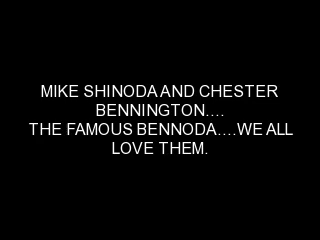 MIKE SHINODA AND CHESTER
BENNINGTON....
THE FAMOUS BENNODA....WE ALL
LOVE THEM.